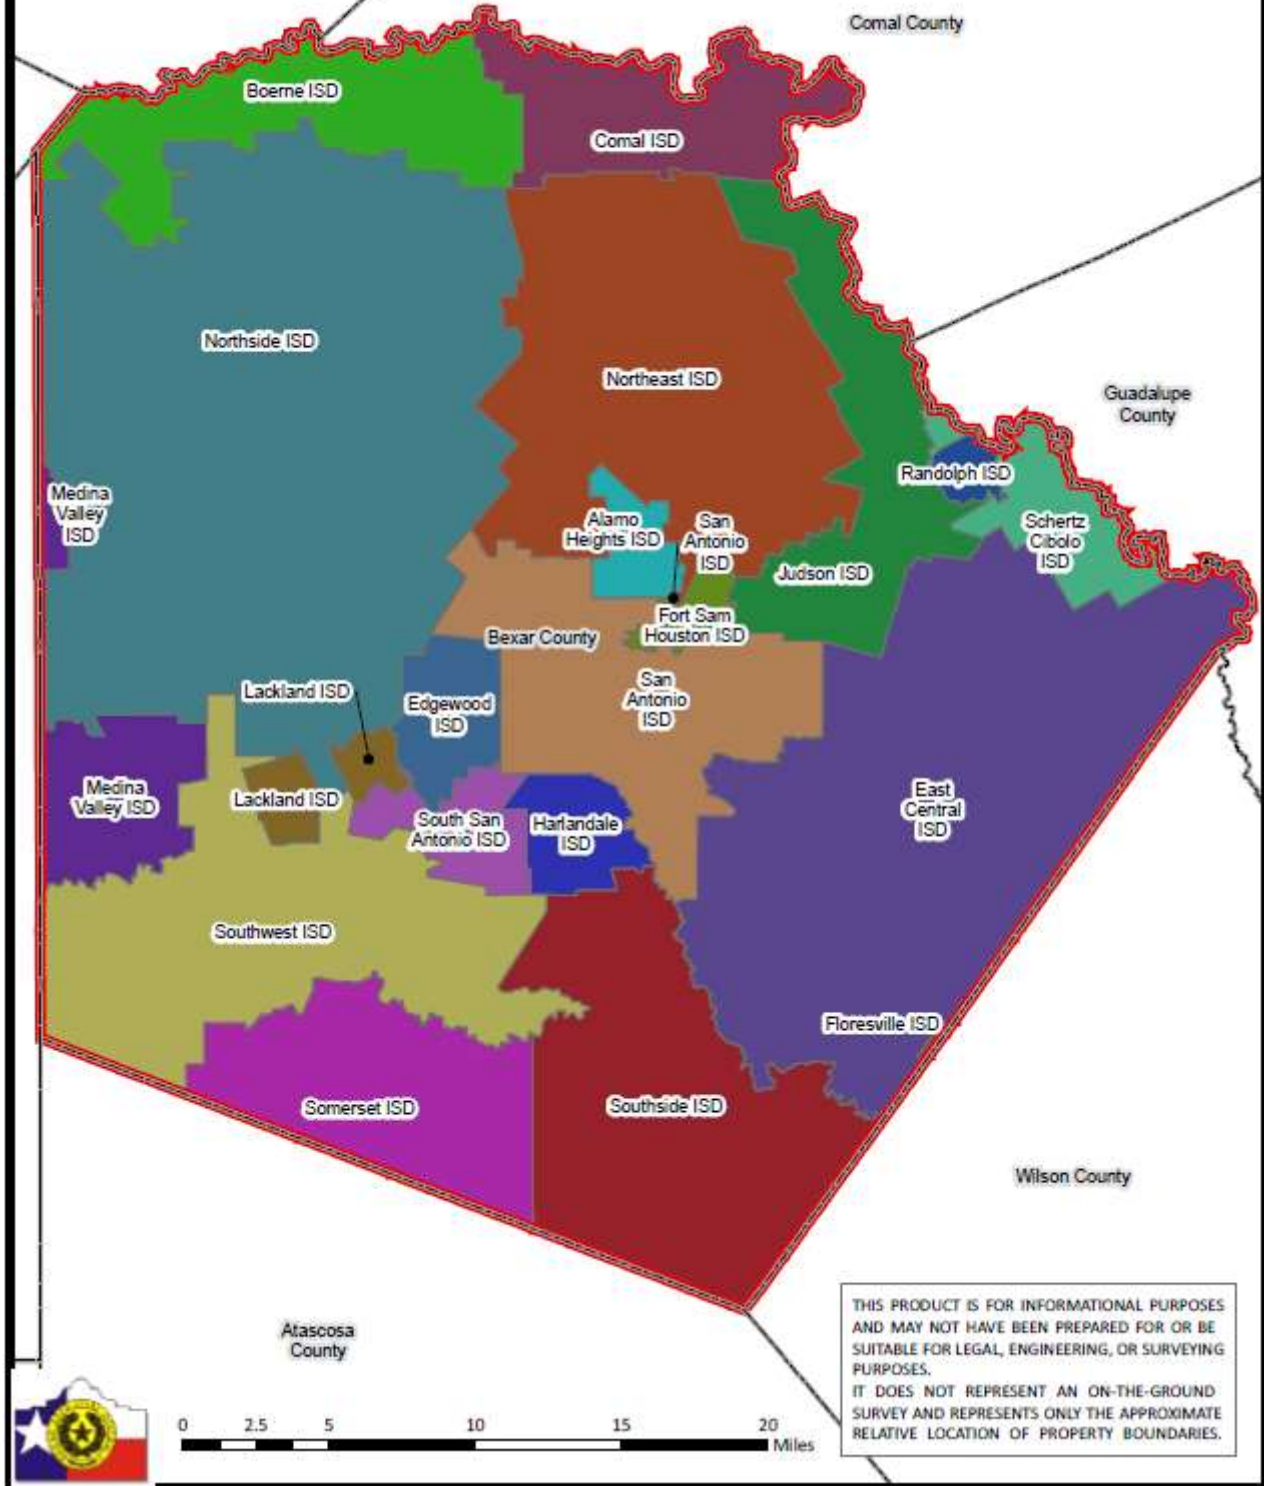 Comal County
Boerne ISD
Comal ISD
Northside ISD
Northeast ISD
Guadalupe
County
Randolph ISD
Medina
Valley
ISD
Alamo
Heights ISD
San
Antonio
ISD
Schertz
Cibolo
ISD
Judson ISD
Fort Sam
Houston ISD
Bexar County
San
Antonio
ISD
Lackland ISD
Edgewood
ISD
Medina
Valley ISD
Lackland ISD
South San
Antonio ISD
Harlandale
ISD
East
Central
ISD
Southwest ISD
Floresville ISD
Somerset ISD
Southside ISD
Wilson County
Atascosa
County
THIS PRODUCT IS FOR INFORMATIONAL PURPOSES
AND MAY NOT HAVE BEEN PREPARED FOR OR BE
SUITABLE FOR LEGAL, ENGINEERING, OR SURVEYING
PURPOSES.
IT DOES NOT REPRESENT AN ON-THE-GROUND
SURVEY AND REPRESENTS ONLY THE APPROXIMATE
RELATIVE LOCATION OF PROPERTY BOUNDARIES.
0 2.5 5 10 15 20
Miles